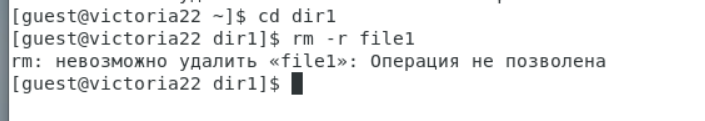 [guest@victoria22 ~]$ cd dir1
[guest@victoria22 dir1]$ rm -r file1
rm: невозможно удалить «file1»: Операция не позволена
[guest@victoria22 dir1]$